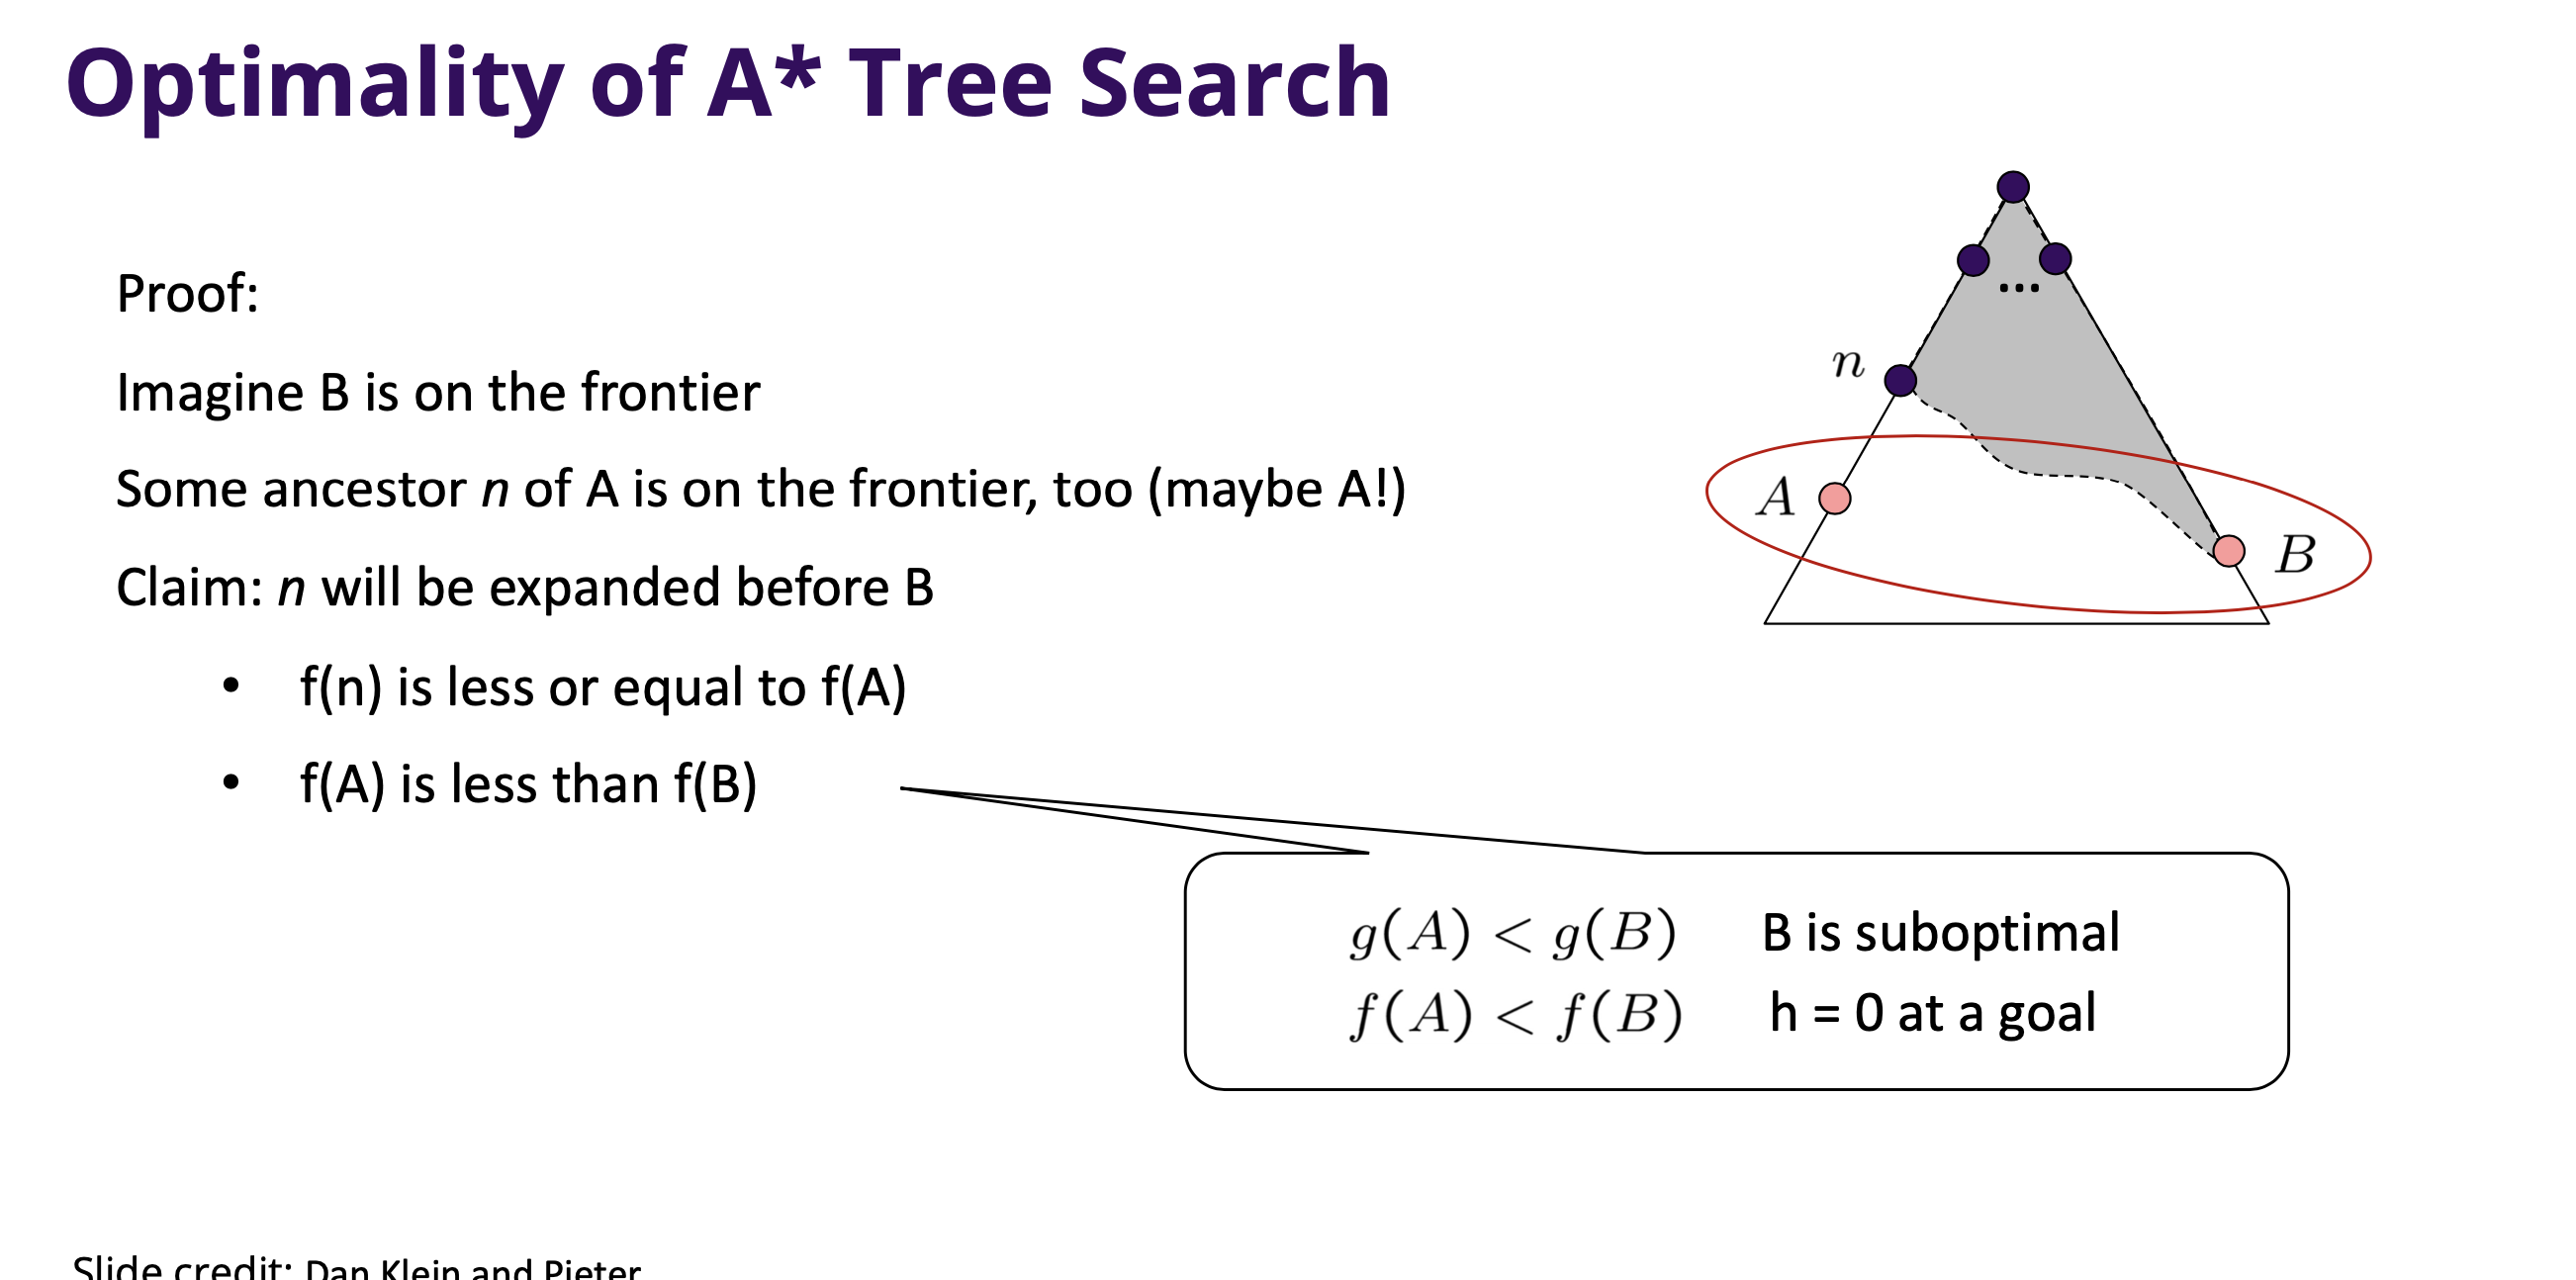 Optimality of A* Tree Search
Proof:
Imagine B is on the frontier
Some ancestor n of A is on the frontier, too (maybe A!)
Claim: n will be expanded before B
• f(n) is less or equal to f(A)
• f(A) is less than f(B)
...
n
A
B
g(A) < g(B) B is suboptimal
f(A) < f(B) h = 0 at a goal
Slide credit: Dan Klein and Pieter